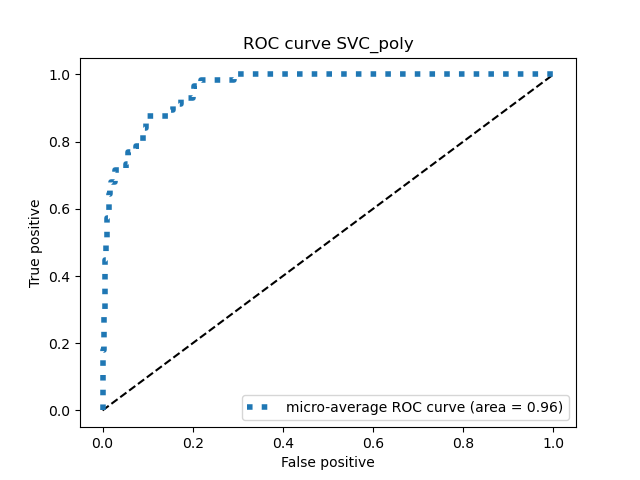 ROC curve SVC_poly
1.0
0.8
0.6
0.4
0.2
0.0
True positive
micro-average ROC curve (area = 0.96)
0.0 0.2 0.4 0.6 0.8 1.0
False positive